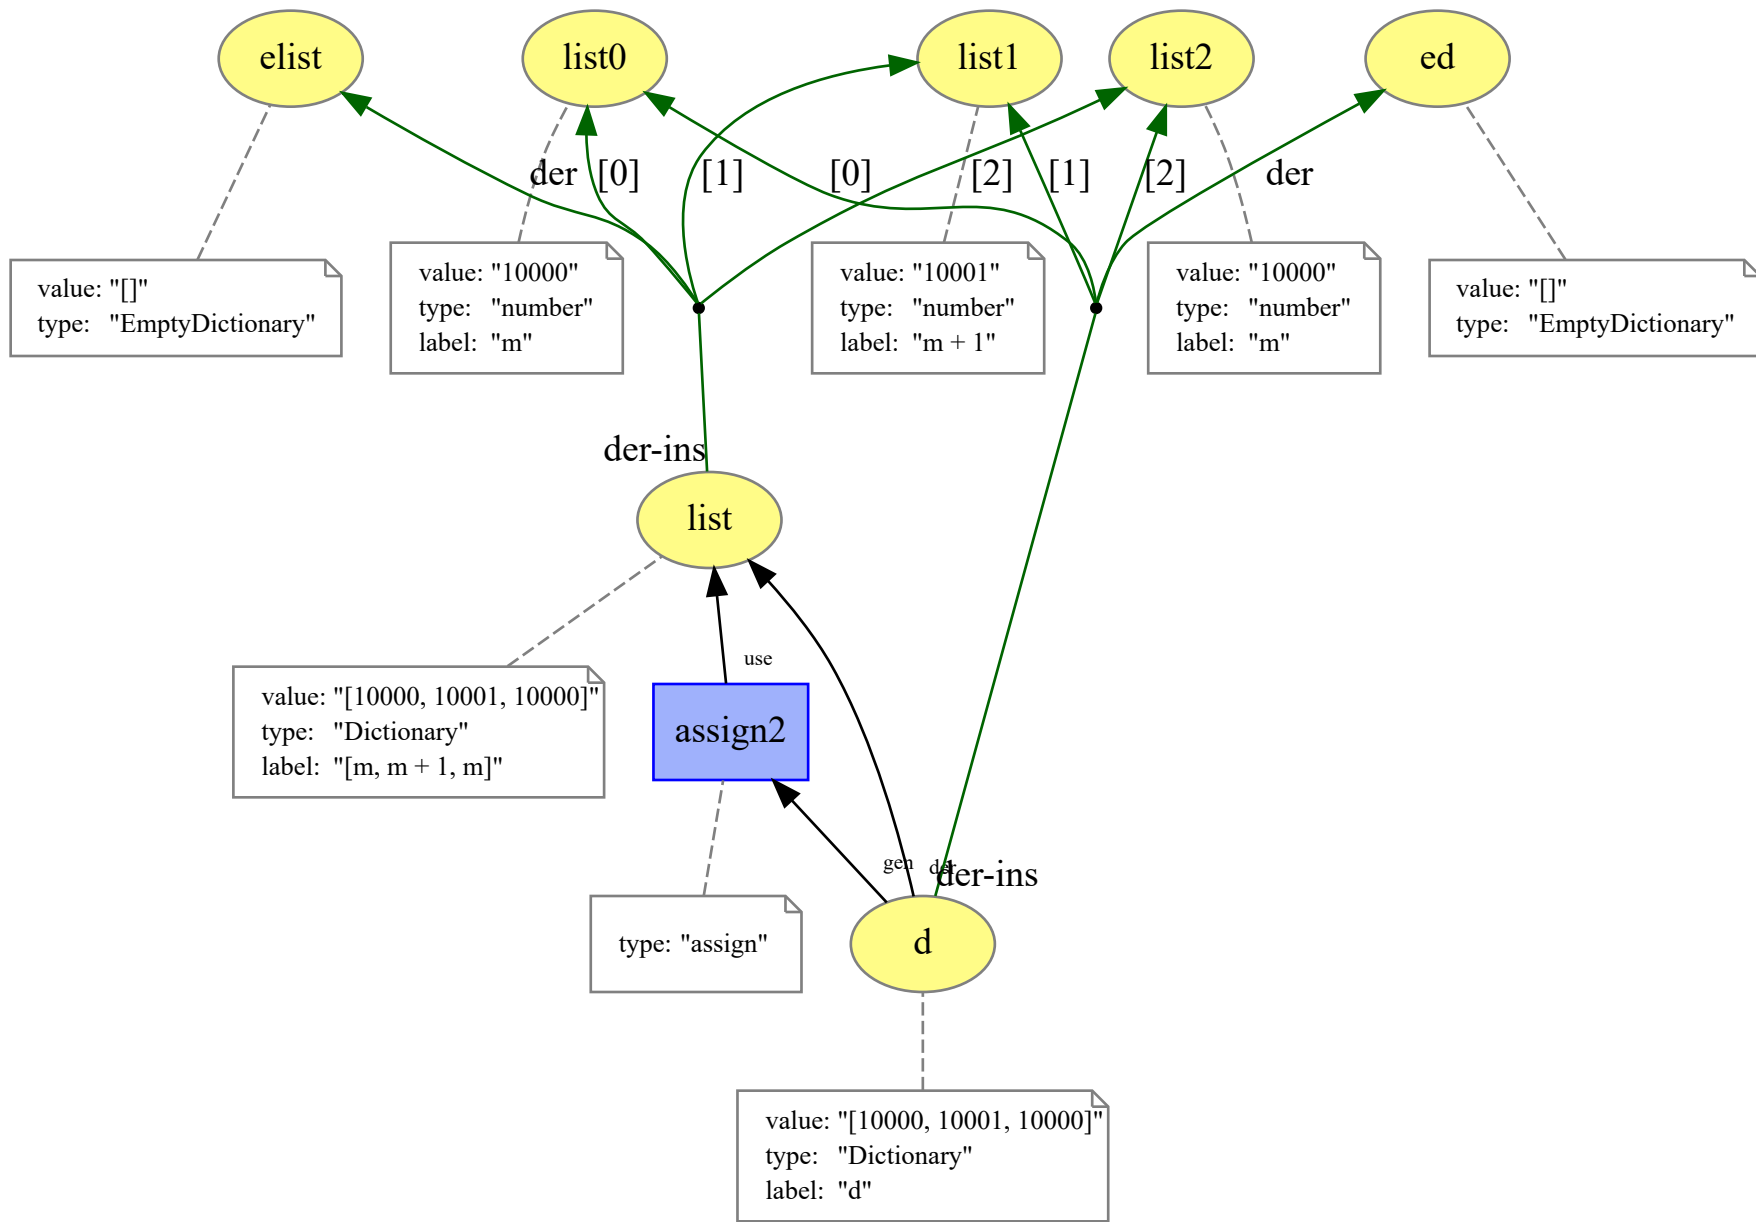 elist
list0
list1
list2
ed
der
[0]
[1]
[0]
[2]
[1]
[2]
der
value: "[]"
type: "EmptyDictionary"
value: "10000"
type: "number"
label: "m"
value: "10001"
type: "number"
label: "m + 1"
value: "10000"
type: "number"
label: "m"
value: "[]"
type: "EmptyDictionary"
der-ins
list
use
value: "[10000, 10001, 10000]"
type: "Dictionary"
label: "[m, m + 1, m]"
assign2
gen
der
der-ins
type: "assign"
d
value: "[10000, 10001, 10000]"
type: "Dictionary"
label: "d"